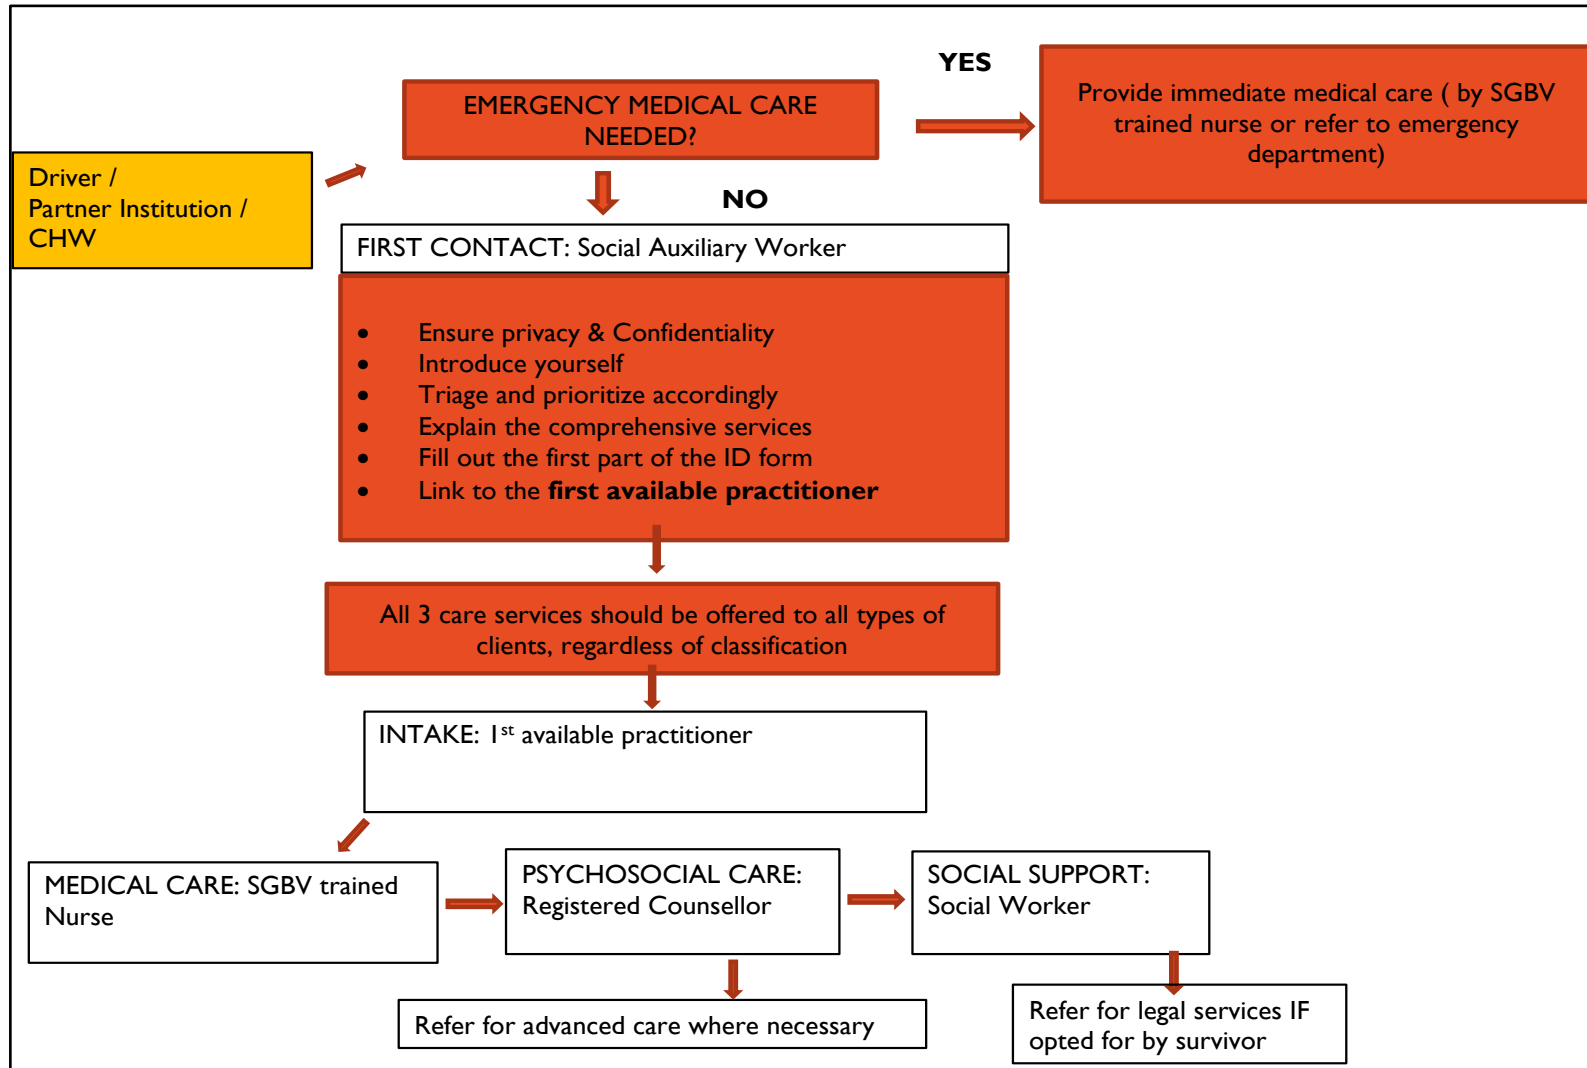 YES
EMERGENCY MEDICAL CARE
NEEDED?
Provide immediate medical care ( by SGBV
trained nurse or refer to emergency
department)
Driver /
Partner Institution /
CHW
NO
FIRST CONTACT: Social Auxiliary Worker
• Ensure privacy & Confidentiality
• Introduce yourself
• Triage and prioritize accordingly
• Explain the comprehensive services
• Fill out the first part of the ID form
• Link to the first available practitioner
All 3 care services should be offered to all types of
clients, regardless of classification
INTAKE: 1st available practitioner
MEDICAL CARE: SGBV trained
Nurse
PSYCHOSOCIAL CARE:
Registered Counsellor
SOCIAL SUPPORT:
Social Worker
Refer for advanced care where necessary
Refer for legal services IF
opted for by survivor